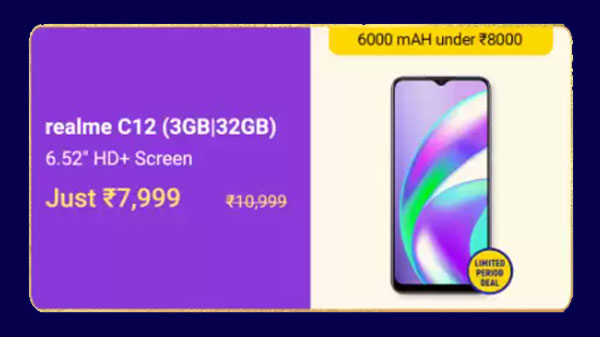 6000 mAH under ₹8000
realme C12 (3GB|32GB)
6.52" HD+ Screen
Just ₹7,999 ₹10,999
LIMITED
PERIOD
DEAL